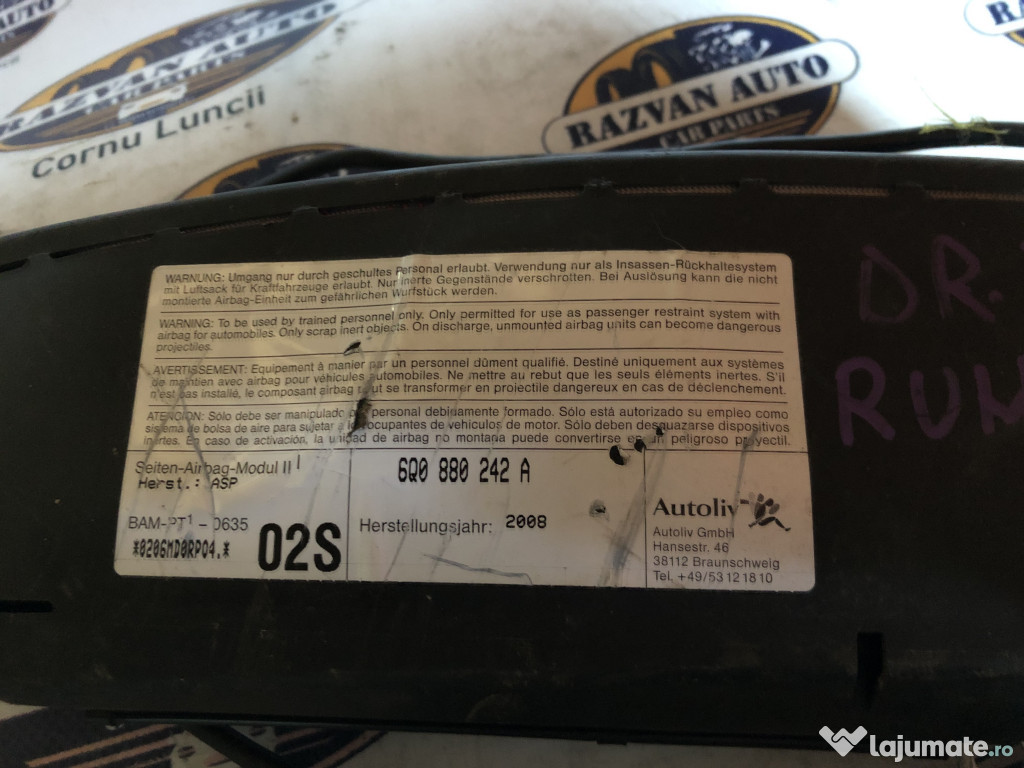 AUTO
RAZVAN AUTO
CAR PARTS
Cornu Luncii
RAZVAN AUTO
CAR PARTS
WARNUNG: Umgang nur durch geschultes Personal erlaubt. Verwendung nur als Insassen-Rückhaltesystem
mit Luftsack für Kraftfahrzeuge erlaubt. Nur inerte Gegenstände verschrotten. Bei Auslösung kann die nicht
montierte Airbag-Einheit zum gefährlichen Wurfstück werden.
WARNING: To be used by trained personnel only. Only permitted for use as passenger restraint system with
airbag for automobiles. Only scrap inert objects. On discharge, unmounted airbag units can become dangerous
projectiles.
AVERTISSEMENT: Equipement à manier par un personnel dûment qualifié. Destiné uniquement aux systèmes
de maintien avec airbag pour véhicules automobiles. Ne mettre au rebut que les seuls éléments inertes. S'il
n'est pas installé, le composant airbag peut se transformer en projectile dangereux en cas de déclenchement.
ATENCION: Sólo debe ser manipulado por personal debidamente formado. Sólo está autorizado su empleo como
sistema de bolsa de aire para sujetar a los ocupantes de vehículos de motor. Sólo deben desguazarse dispositivos
inertes. En caso de activación, la unidad de airbag no montana puede convertirse en un peligroso proyectil.
Seiten-Airbag-Modul II
Herst.: ASP
6Q0 880 242 A
BAM-PT¹ - 0635
*0206MD0RP04.*
02S
Herstellungsjahr: 2008
Autoliv
Autoliv GmbH
Hansestr. 46
38112 Braunschweig
Tel. +49/53 12 18 10
DR.
RUM
lajumate.ro